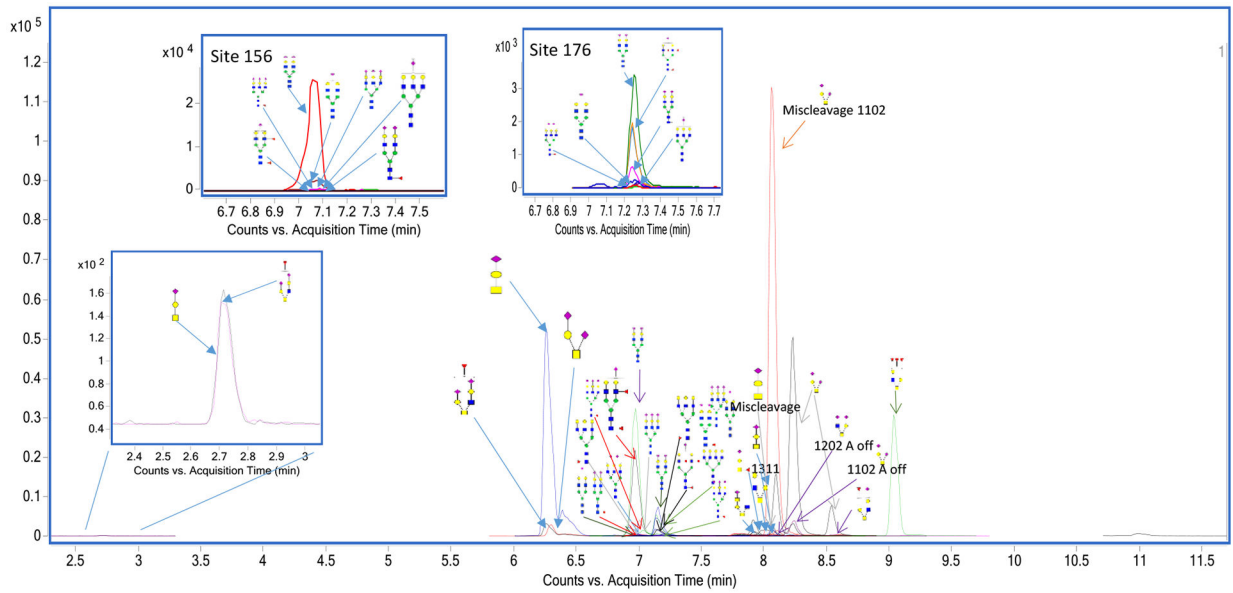 x10 5
1.2
1.1
1
0.9
0.8
0.7
0.6
0.5
0.4
0.3
0.2
0.1
0
2.5 3 3.5 4 4.5 5 5.5 6 6.5 7 7.5 8 8.5 9 9.5 10 10.5 11 11.5
Counts vs. Acquisition Time (min)
1
x10 4
Site 156
2
1
0
6.7 6.8 6.9 7 7.1 7.2 7.3 7.4 7.5
Counts vs. Acquisition Time (min)
x10 3
Site 176
3
2
1
0
6.7 6.8 6.9 7 7.1 7.2 7.3 7.4 7.5 7.6 7.7
Counts vs. Acquisition Time (min)
x10 2
1.6
1.4
1.2
1
0.8
0.6
0.4
2.4 2.5 2.6 2.7 2.8 2.9 3
Counts vs. Acquisition Time (min)
Miscleavage 1102
Miscleavage
1311
1202 A off
1102 A off